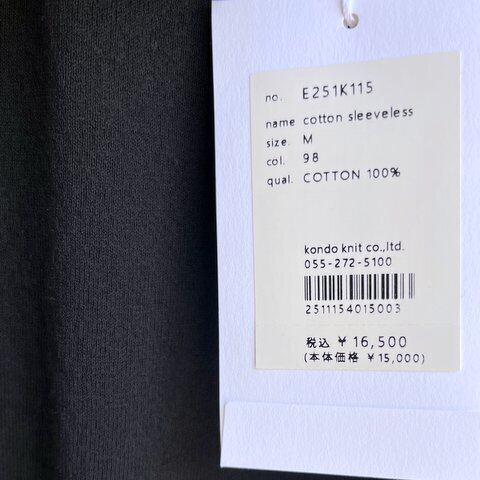 no. E251K115
name cotton sleeveless
size. M
col. 98
qual. COTTON 100%
kondo knit co.,ltd.
055-272-5100
2511154015003
税込 ¥16,500
(本体価格 ¥15,000)